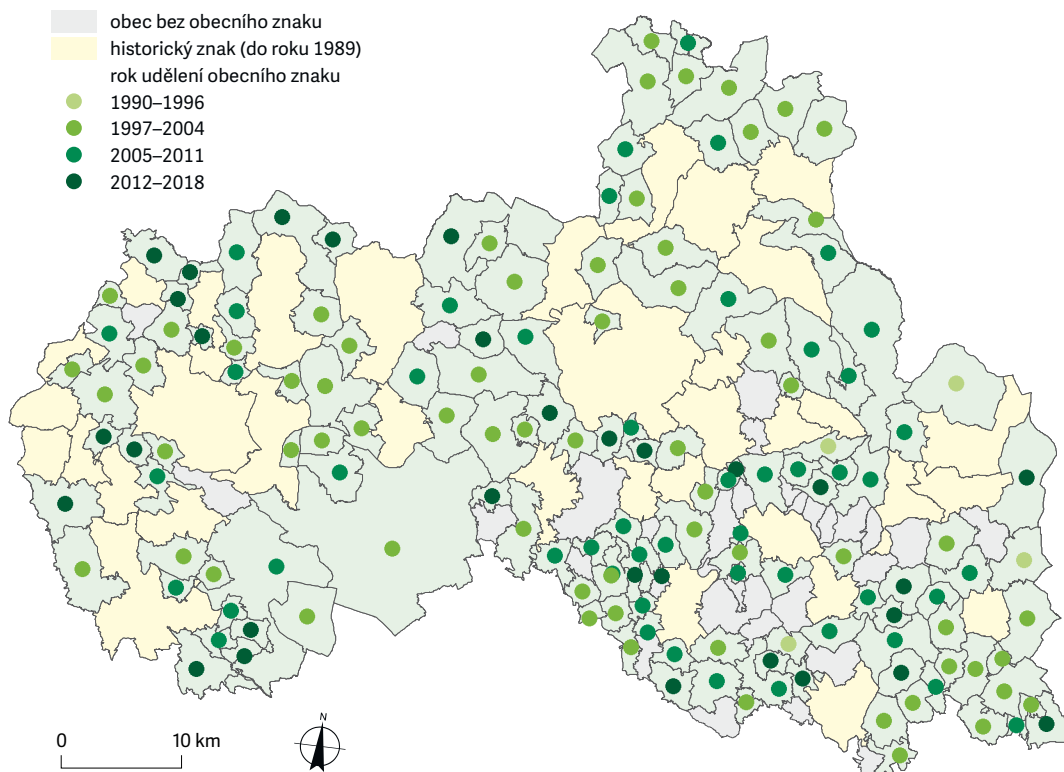 obec bez obecního znaku
historický znak (do roku 1989)
rok udělení obecního znaku
1990–1996
1997–2004
2005–2011
2012–2018
N
0 10 km